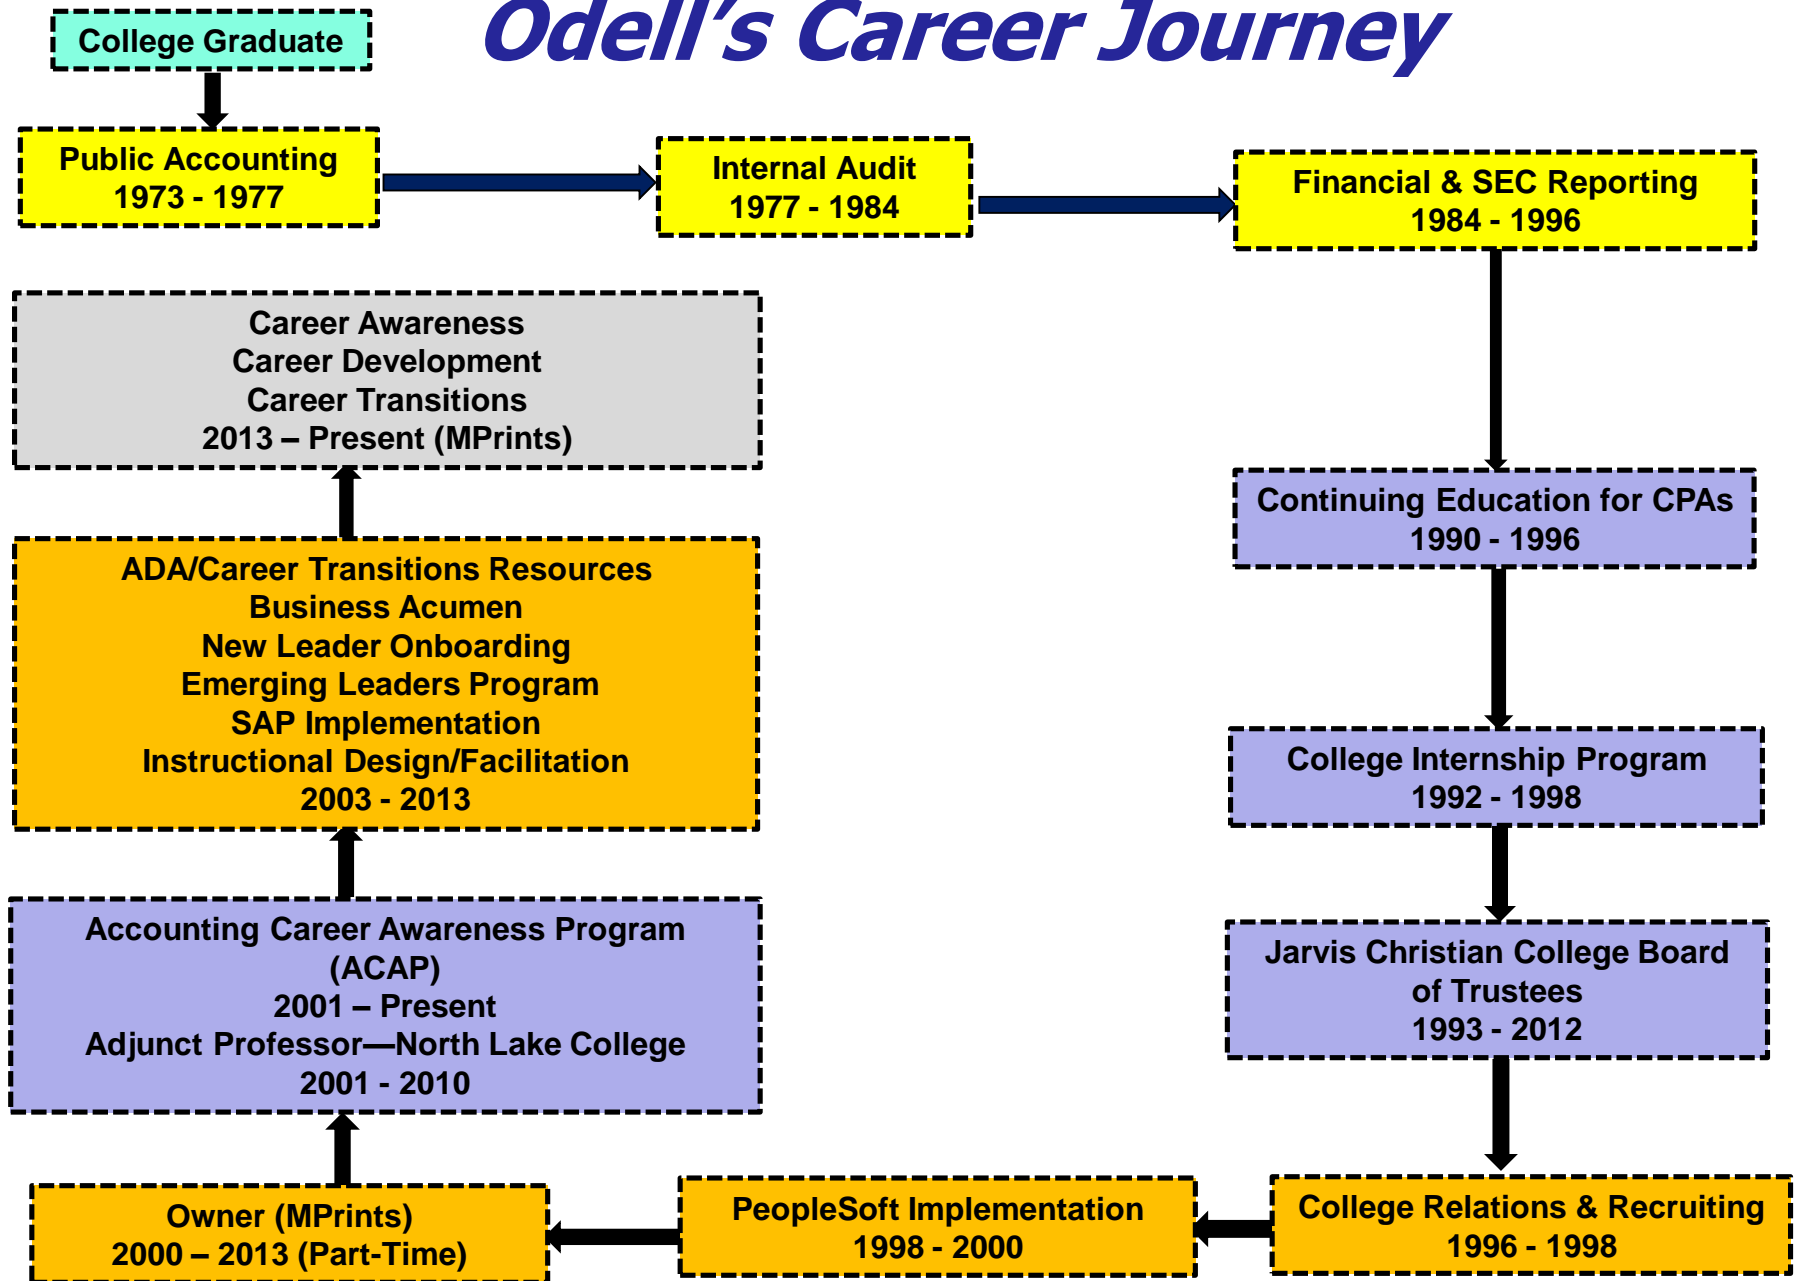 Odell’s Career Journey
College Graduate
Public Accounting
1973 - 1977
Internal Audit
1977 - 1984
Financial & SEC Reporting
1984 - 1996
Continuing Education for CPAs
1990 - 1996
College Internship Program
1992 - 1998
Jarvis Christian College Board
of Trustees
1993 - 2012
College Relations & Recruiting
1996 - 1998
PeopleSoft Implementation
1998 - 2000
Owner (MPrints)
2000 – 2013 (Part-Time)
Accounting Career Awareness Program
(ACAP)
2001 – Present
Adjunct Professor—North Lake College
2001 - 2010
ADA/Career Transitions Resources
Business Acumen
New Leader Onboarding
Emerging Leaders Program
SAP Implementation
Instructional Design/Facilitation
2003 - 2013
Career Awareness
Career Development
Career Transitions
2013 – Present (MPrints)